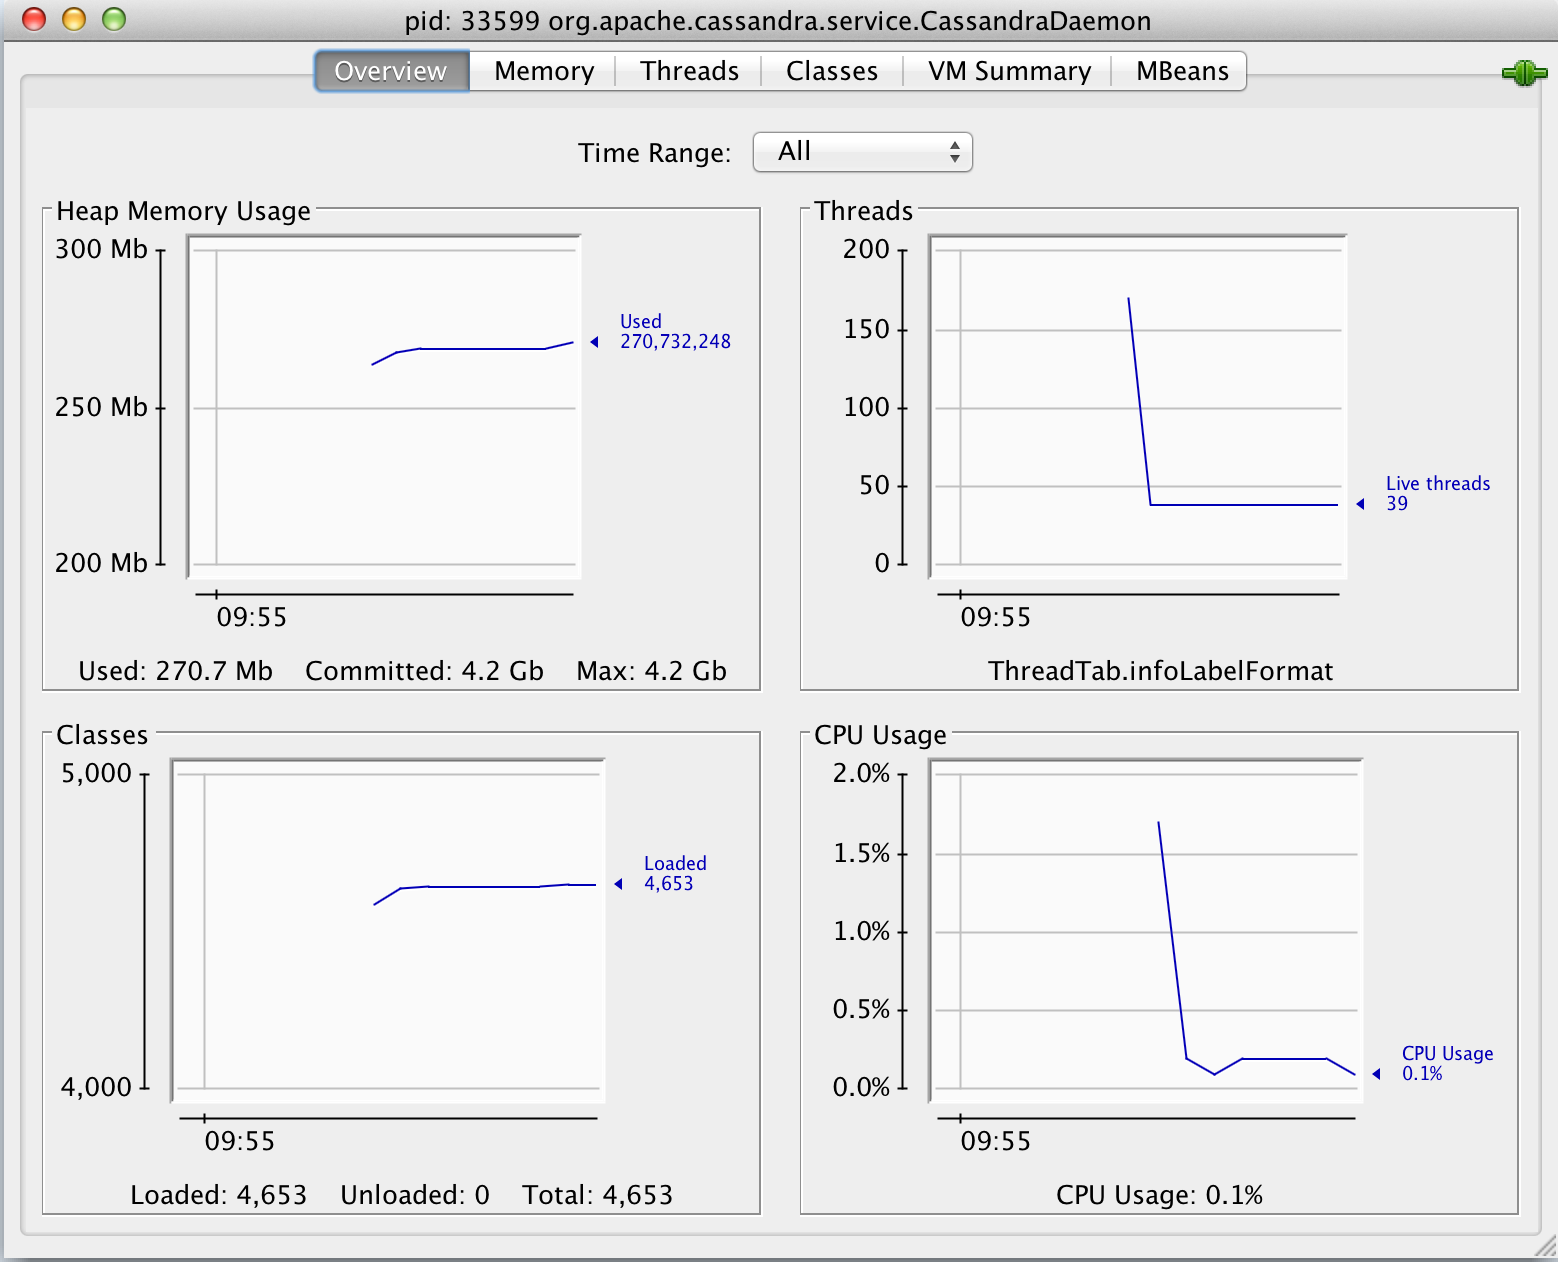 pid: 33599 org.apache.cassandra.service.CassandraDaemon
Overview Memory Threads Classes VM Summary MBeans
Time Range: All
Heap Memory Usage
300 Mb
250 Mb
200 Mb
Used
270,732,248
09:55
Used: 270.7 Mb Committed: 4.2 Gb Max: 4.2 Gb
Threads
200
150
100
50
0
Live threads
39
09:55
ThreadTab.infoLabelFormat
Classes
5,000
4,000
Loaded
4,653
09:55
Loaded: 4,653 Unloaded: 0 Total: 4,653
CPU Usage
2.0%
1.5%
1.0%
0.5%
0.0%
CPU Usage
0.1%
09:55
CPU Usage: 0.1%